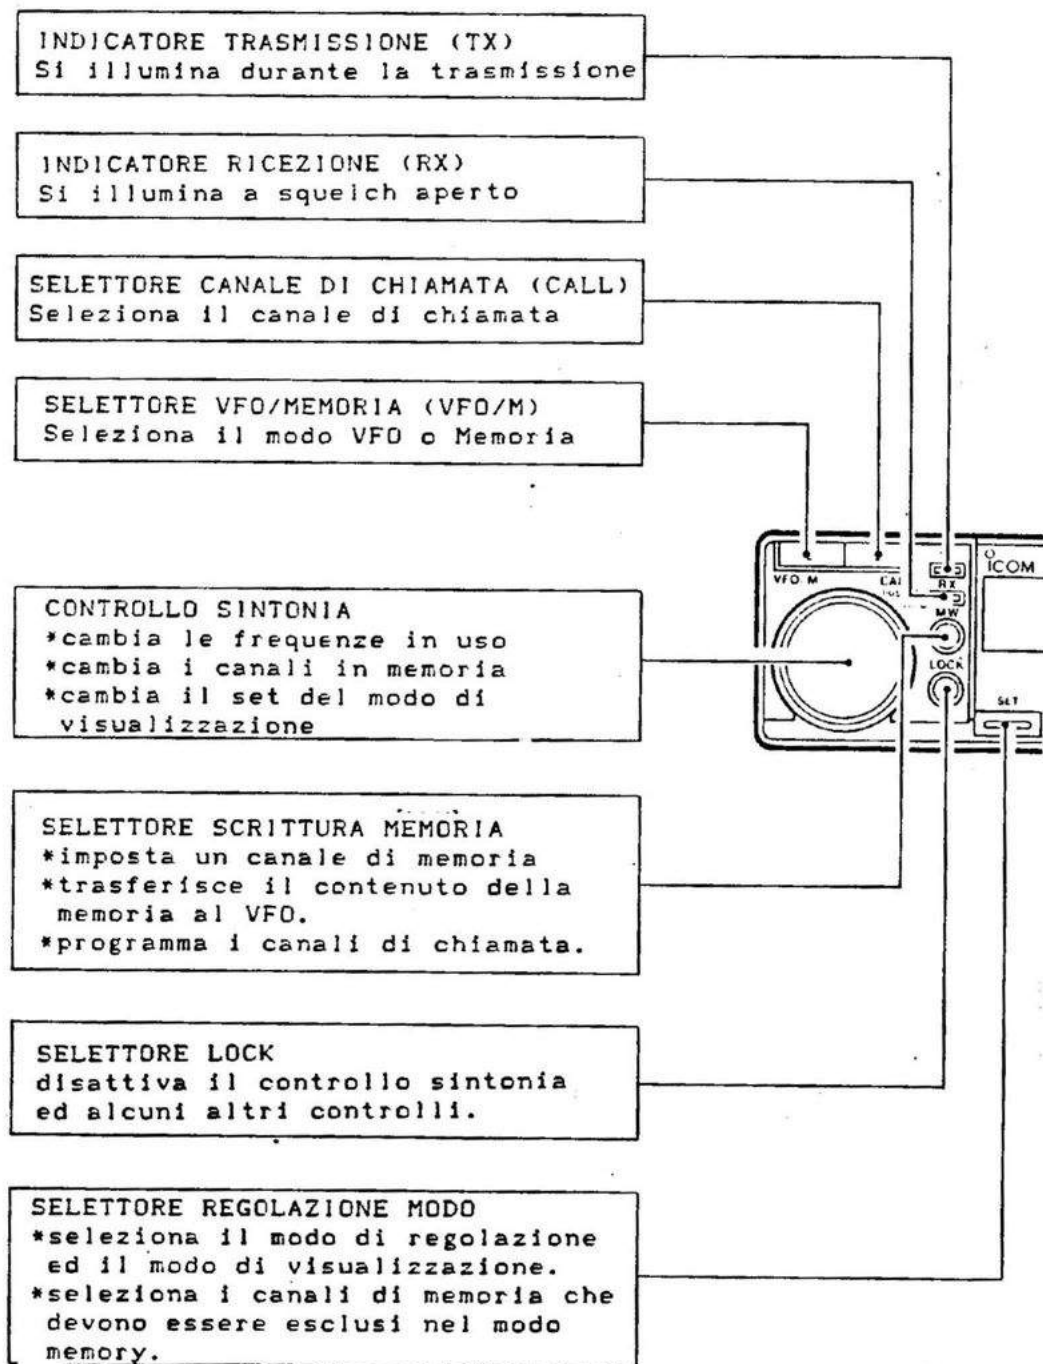 INDICATORE TRASMISSIONE (TX)
Si illumina durante la trasmissione
INDICATORE RICEZIONE (RX)
Si illumina a squelch aperto
SELETTORE CANALE DI CHIAMATA (CALL)
Seleziona il canale di chiamata
SELETTORE VFO/MEMORIA (VFO/M)
Seleziona il modo VFO o Memoria
CONTROLLO SINTONIA
*cambia le frequenze in uso
*cambia i canali in memoria
*cambia il set del modo di
visualizzazione
SELETTORE SCRITTURA MEMORIA
*imposta un canale di memoria
*trasferisce il contenuto della
memoria al VFO.
*programma i canali di chiamata.
SELETTORE LOCK
disattiva il controllo sintonia
ed alcuni altri controlli.
SELETTORE REGOLAZIONE MODO
*seleziona il modo di regolazione
ed il modo di visualizzazione.
*seleziona i canali di memoria che
devono essere esclusi nel modo
memory.
VFO M
RX
MW
LOCK
ICOM
SET